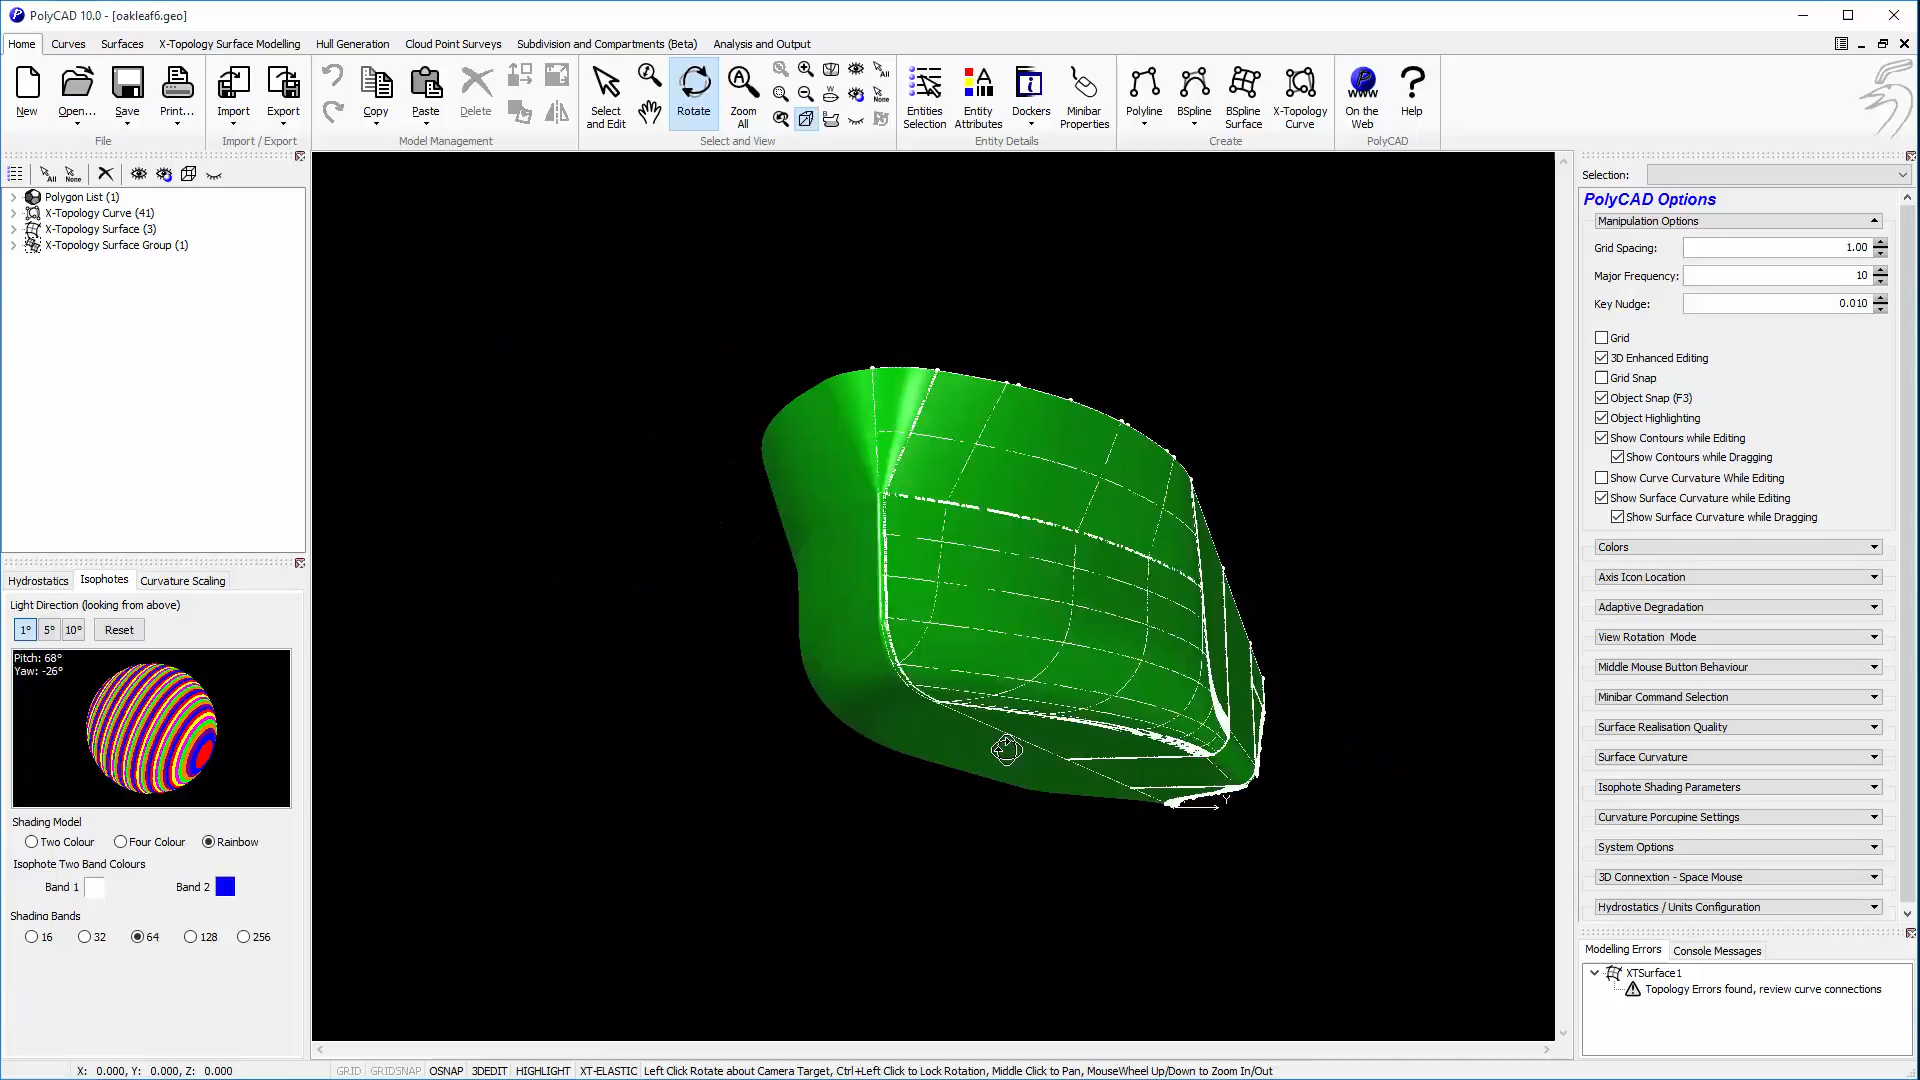 PolyCAD 10.0 - [oakleaf6.geo]
Home Curves Surfaces X-Topology Surface Modelling Hull Generation Cloud Point Surveys Subdivision and Compartments (Beta) Analysis and Output
New Open... Save Print... Import Export Copy Paste Delete Select and Edit Rotate Zoom All All None Entities Selection Entity Attributes Dockers Minibar Properties Polyline BSpline BSpline Surface X-Topology Curve On the Web Help
File Import / Export Model Management Select and View Entity Details Create PolyCAD
All None
Polygon List (1)
X-Topology Curve (41)
X-Topology Surface (3)
X-Topology Surface Group (1)
Hydrostatics Isophotes Curvature Scaling
Light Direction (looking from above)
1° 5° 10° Reset
Pitch: 68°
Yaw: -26°
Shading Model
Two Colour Four Colour Rainbow
Isophote Two Band Colours
Band 1 Band 2
Shading Bands
16 32 64 128 256
Y
Selection:
PolyCAD Options
Manipulation Options
Grid Spacing: 1.00
Major Frequency: 10
Key Nudge: 0.010
Grid
3D Enhanced Editing
Grid Snap
Object Snap (F3)
Object Highlighting
Show Contours while Editing
Show Contours while Dragging
Show Curve Curvature While Editing
Show Surface Curvature while Editing
Show Surface Curvature while Dragging
Colors
Axis Icon Location
Adaptive Degradation
View Rotation Mode
Middle Mouse Button Behaviour
Minibar Command Selection
Surface Realisation Quality
Surface Curvature
Isophote Shading Parameters
Curvature Porcupine Settings
System Options
3D Connextion - Space Mouse
Hydrostatics / Units Configuration
Modelling Errors Console Messages
XTSurface1
Topology Errors found, review curve connections
X: 0.000, Y: 0.000, Z: 0.000 GRID GRIDSNAP OSNAP 3DEDIT HIGHLIGHT XT-ELASTIC Left Click Rotate about Camera Target, Ctrl+Left Click to Lock Rotation, Middle Click to Pan, MouseWheel Up/Down to Zoom In/Out